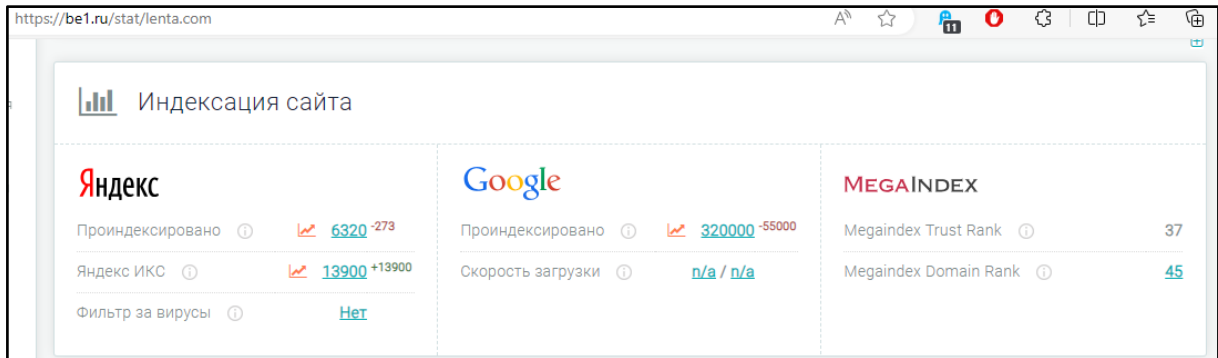 https://be1.ru/stat/lenta.com
11
Индексация сайта
Яндекс
Проиндексировано 6320 -273
Яндекс ИКС 13900 +13900
Фильтр за вирусы Нет
Google
Проиндексировано 320000 -55000
Скорость загрузки n/a / n/a
MEGAINDEX
Megaindex Trust Rank 37
Megaindex Domain Rank 45